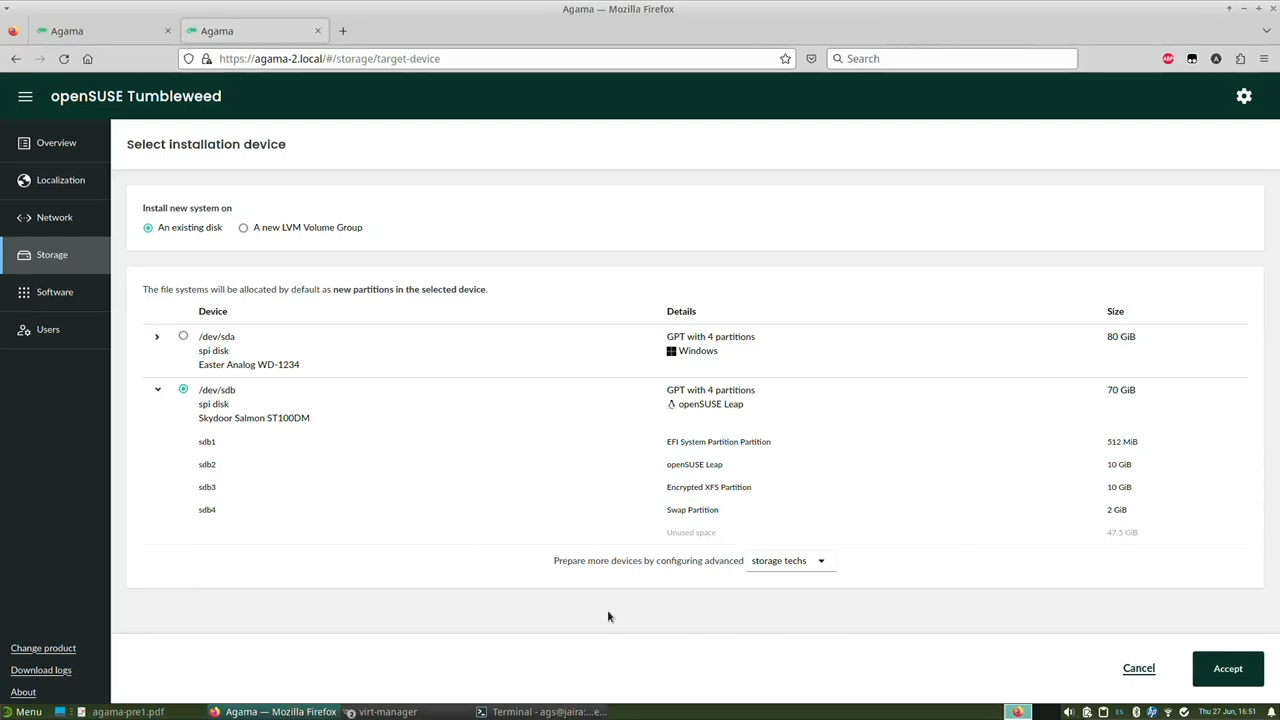 Agama — Mozilla Firefox
Agama
Agama
https://agama-2.local/#/storage/target-device
Search
ABP
openSUSE Tumbleweed
Overview
Localization
Network
Storage
Software
Users
Select installation device
Install new system on
An existing disk
A new LVM Volume Group
The file systems will be allocated by default as new partitions in the selected device.
Device Details Size
/dev/sda GPT with 4 partitions 80 GiB
spi disk Windows
Easter Analog WD-1234
/dev/sdb GPT with 4 partitions 70 GiB
spi disk openSUSE Leap
Skydoor Salmon ST100DM
sdb1 EFI System Partition Partition 512 MiB
sdb2 openSUSE Leap 10 GiB
sdb3 Encrypted XFS Partition 10 GiB
sdb4 Swap Partition 2 GiB
Unused space 47.5 GiB
Prepare more devices by configuring advanced storage techs
Change product
Download logs
About
Cancel
Accept
Menu
agama-pre1.pdf
Agama — Mozilla Firefox
virt-manager
Terminal - ags@jaira:...e...
ES
Thu 27 Jun, 16:51